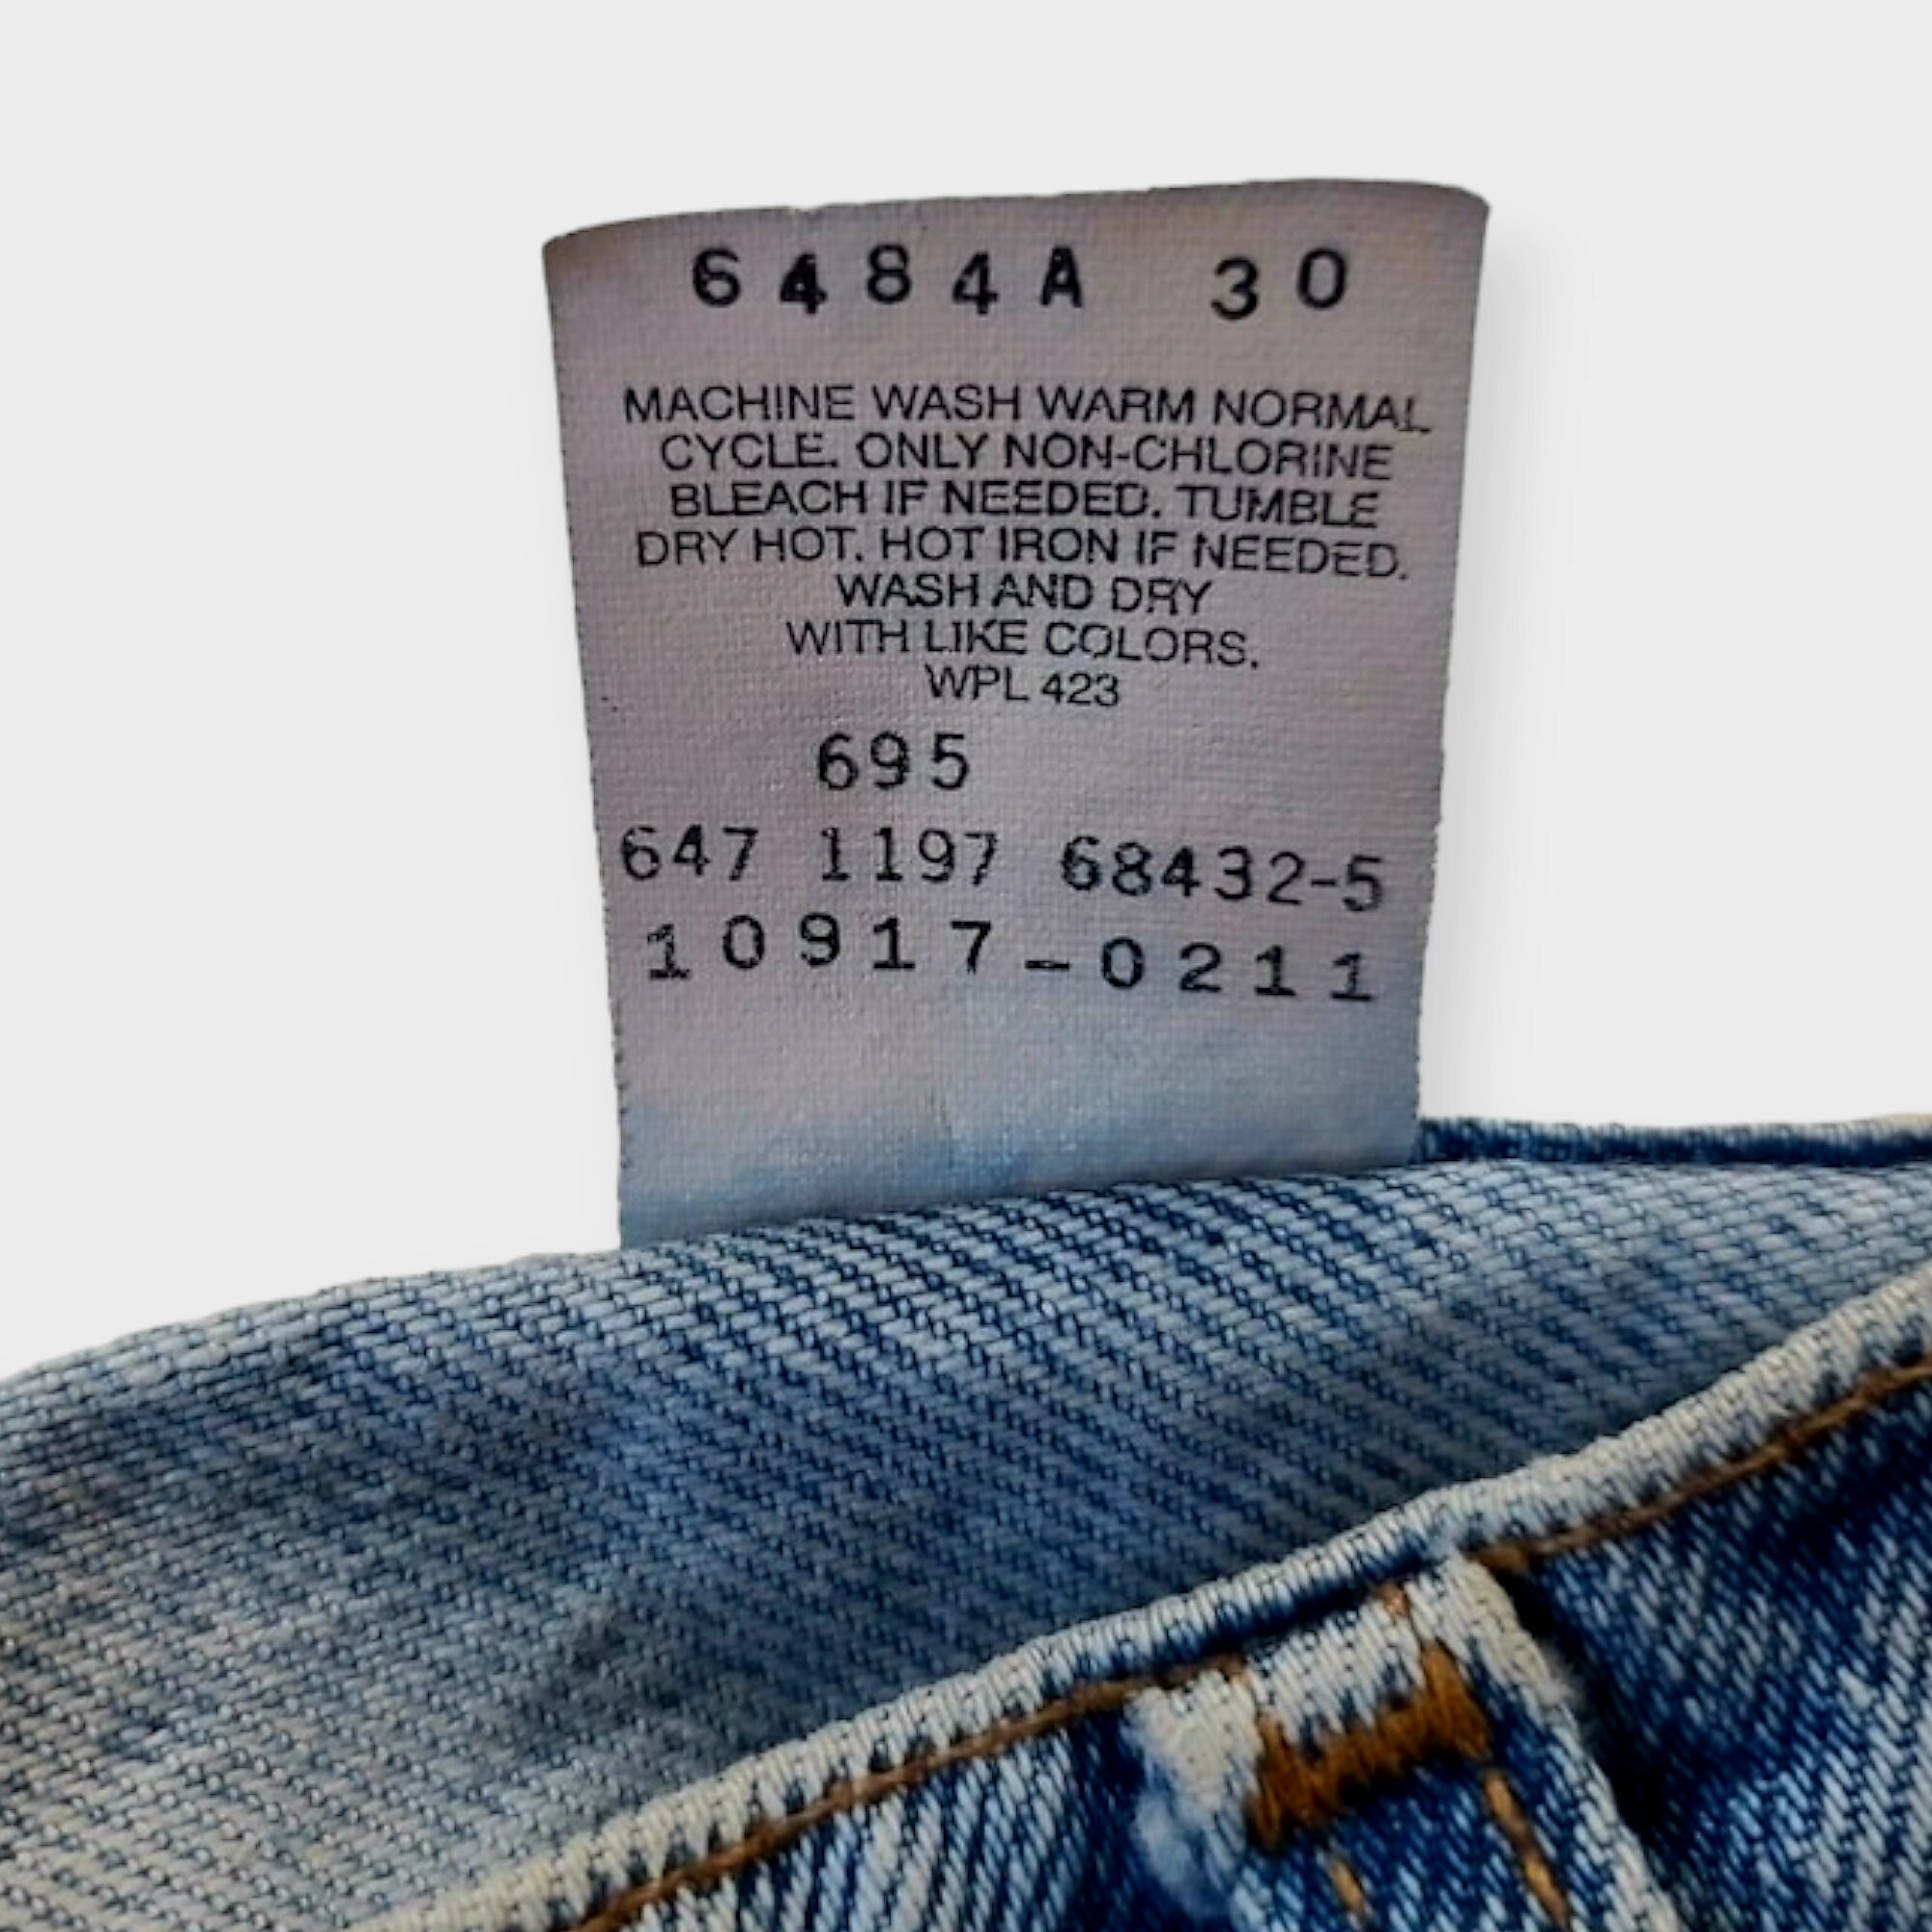 6484A 30
MACHINE WASH WARM NORMAL
CYCLE. ONLY NON-CHLORINE
BLEACH IF NEEDED. TUMBLE
DRY HOT. HOT IRON IF NEEDED.
WASH AND DRY
WITH LIKE COLORS.
WPL 423
695
647 1197 68432-5
10917-0211